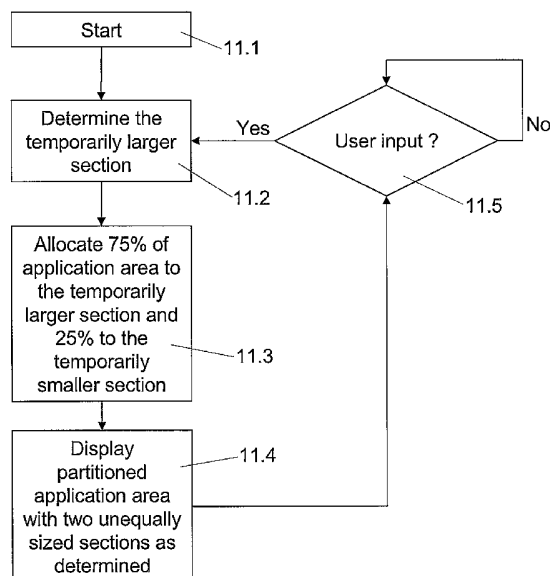 Start
11.1
Determine the
temporarily larger
section
11.2
Yes
User input ?
No
11.5
Allocate 75% of
application area to
the temporarily
larger section and
25% to the
temporarily
smaller section
11.3
Display
partitioned
application area
with two unequally
sized sections as
determined
11.4